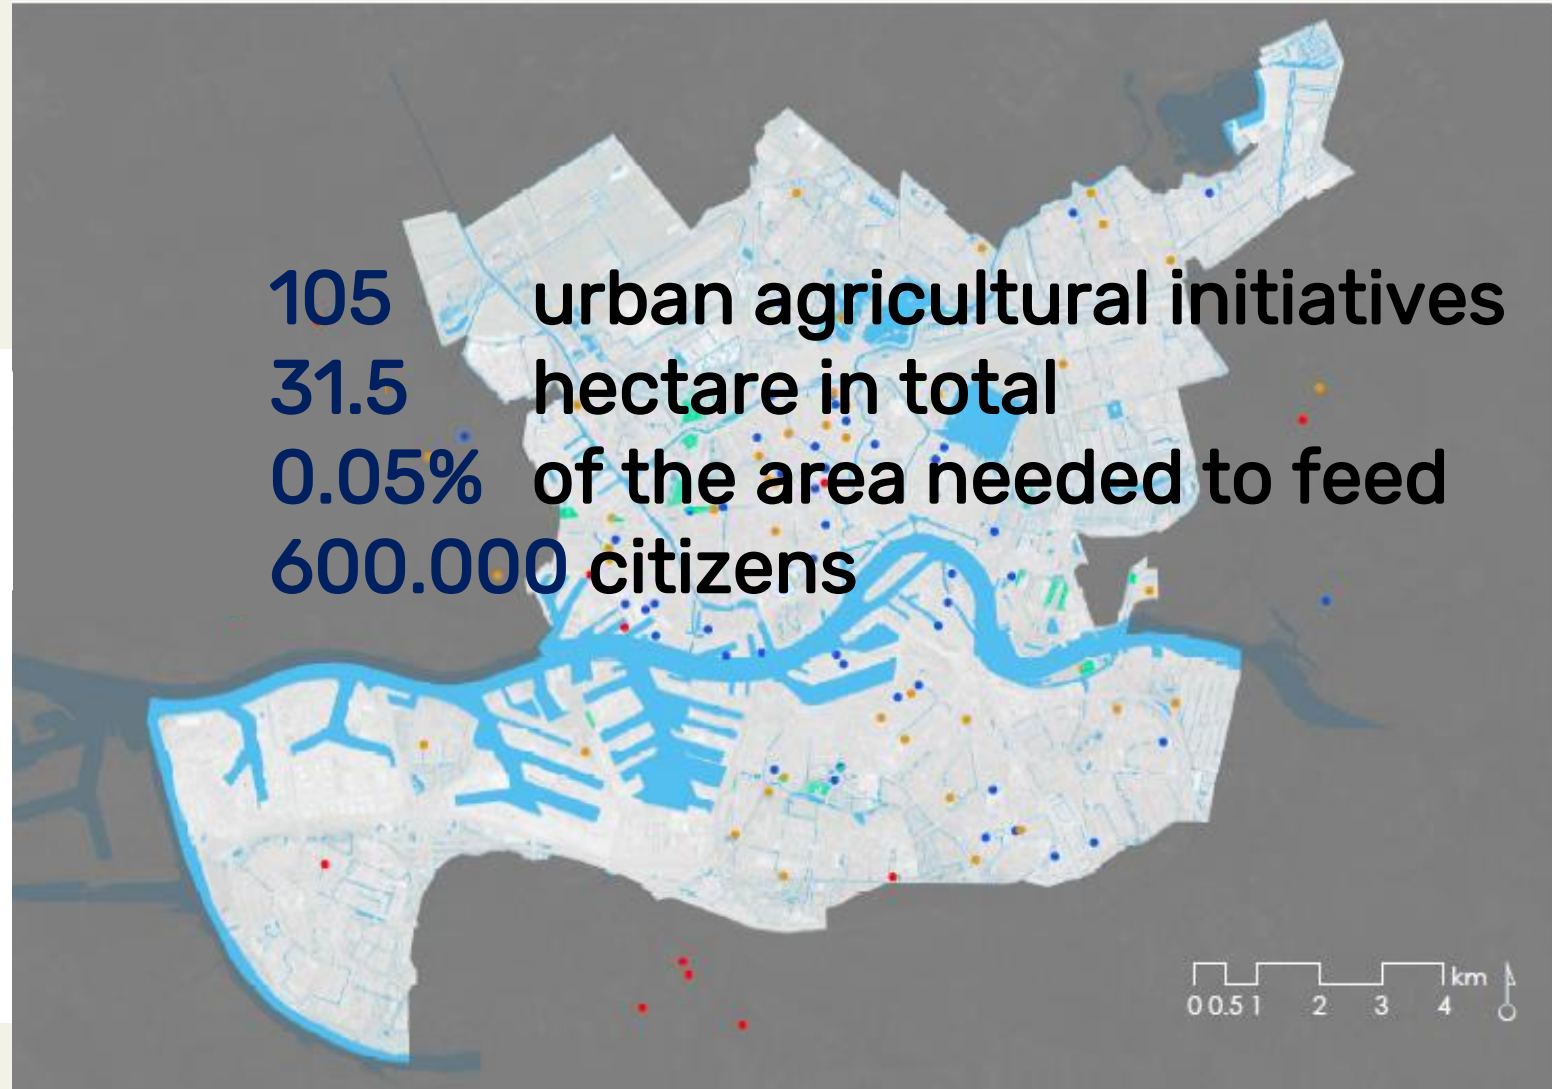 105 urban agricultural initiatives
31.5 hectare in total
0.05% of the area needed to feed
600.000 citizens
km
0 0.5 1 2 3 4